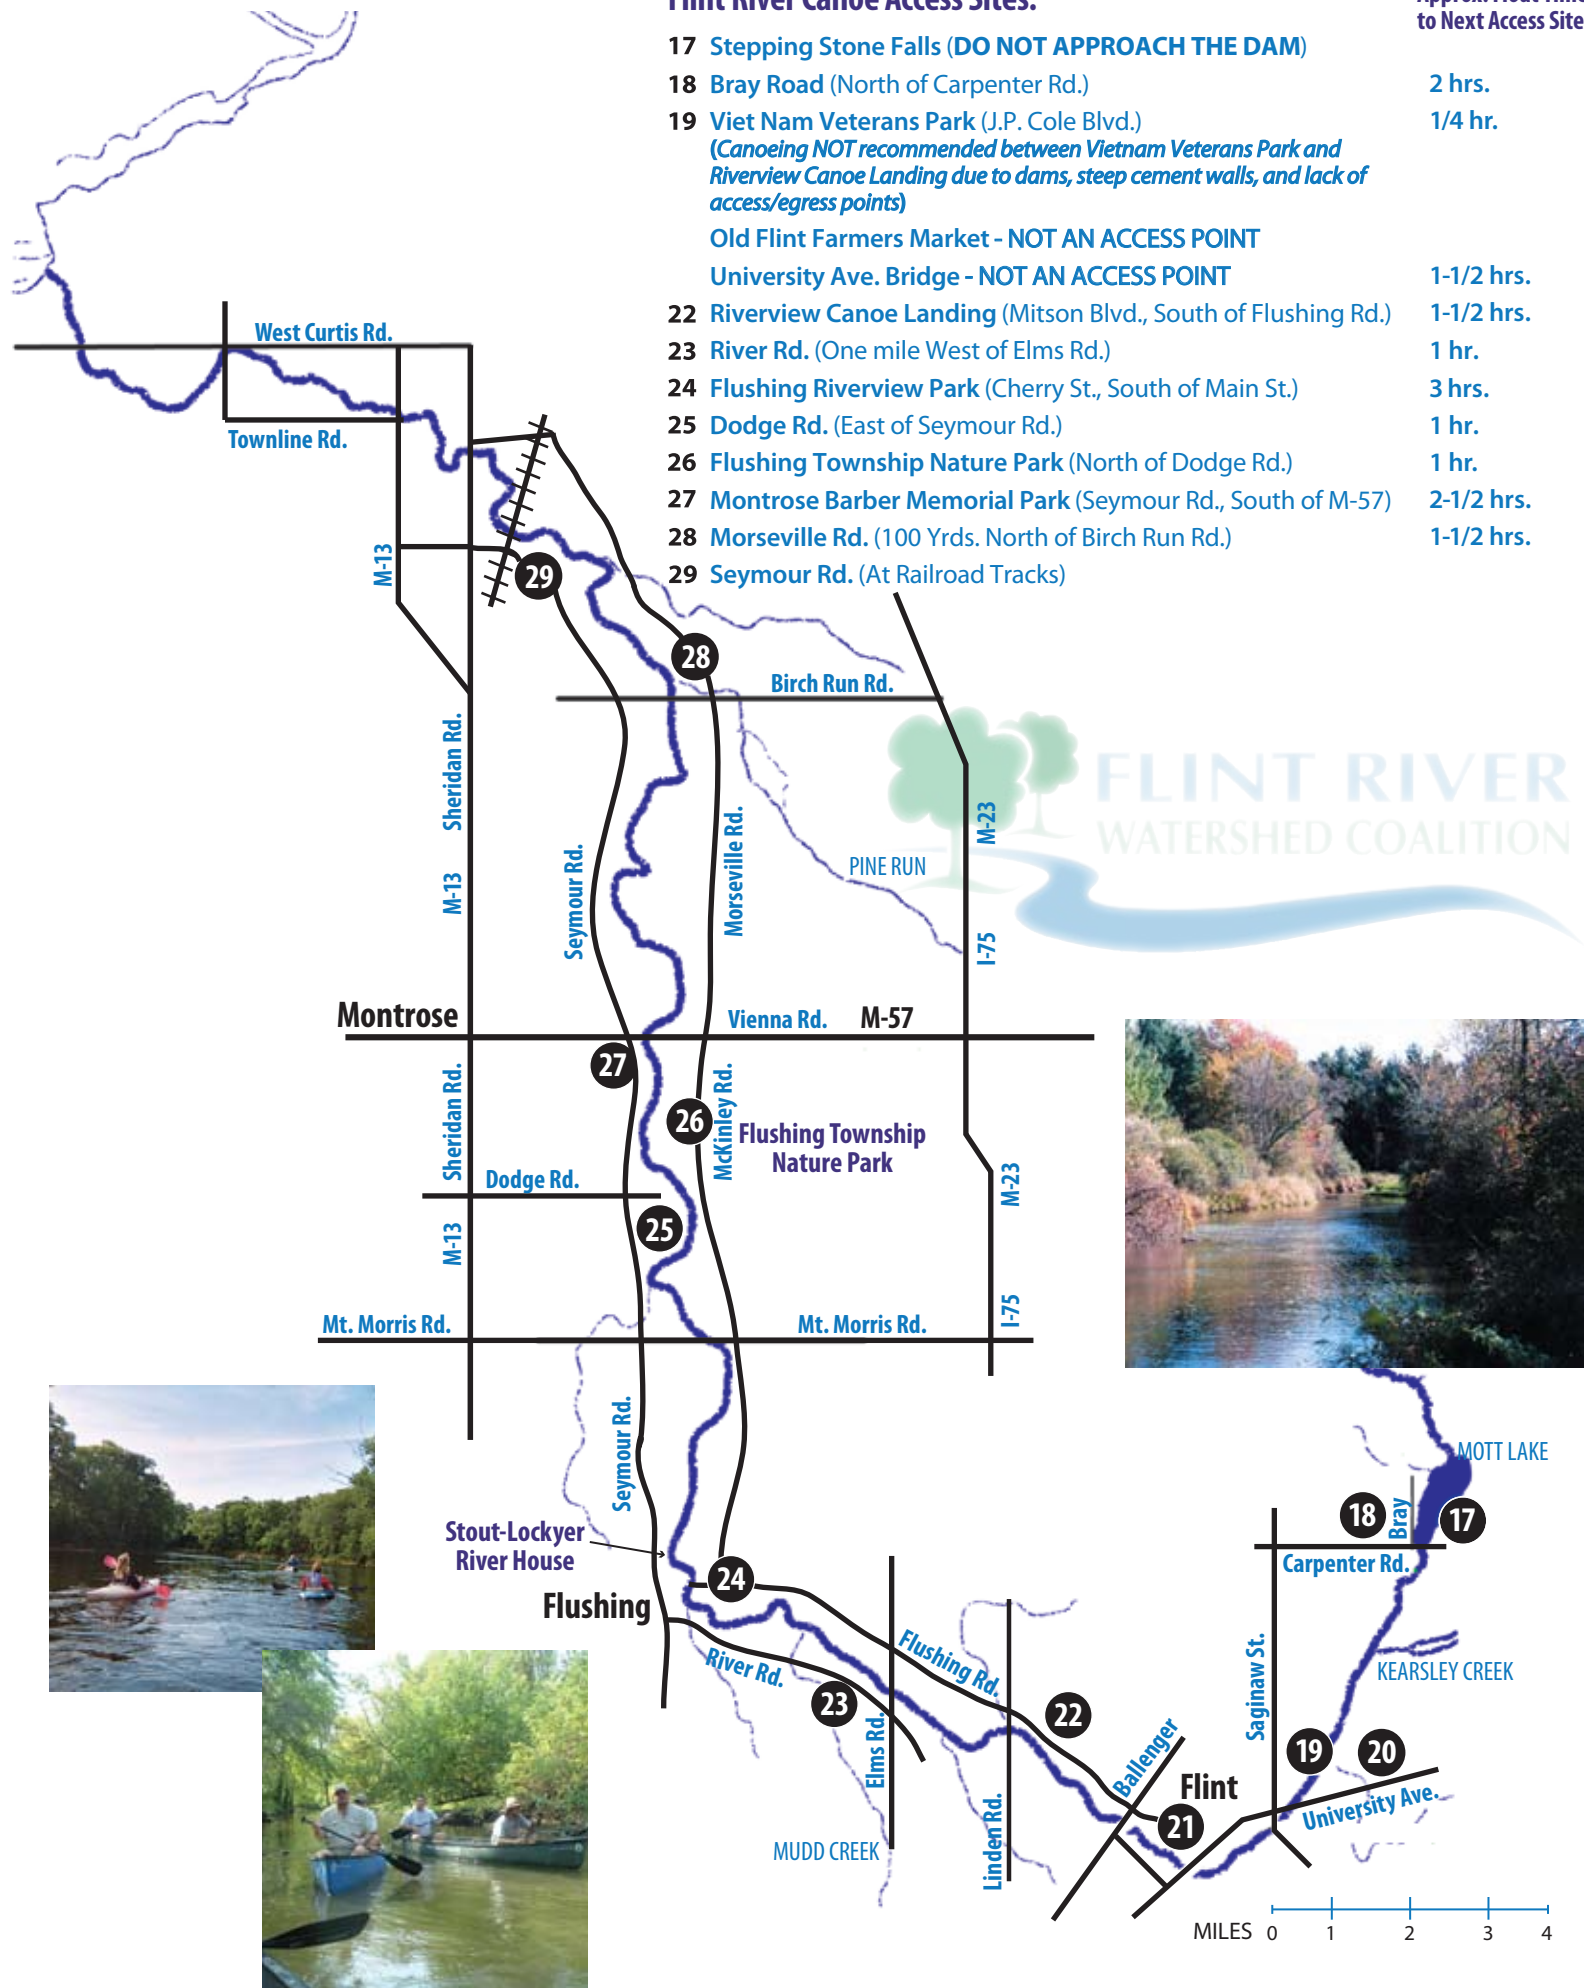 Flint River Canoe Access Sites:
Approx. Float Time
to Next Access Site
17 Stepping Stone Falls (DO NOT APPROACH THE DAM)
18 Bray Road (North of Carpenter Rd.) 2 hrs.
19 Viet Nam Veterans Park (J.P. Cole Blvd.) 1/4 hr.
(Canoeing NOT recommended between Vietnam Veterans Park and
Riverview Canoe Landing due to dams, steep cement walls, and lack of
access/egress points)
Old Flint Farmers Market - NOT AN ACCESS POINT
University Ave. Bridge - NOT AN ACCESS POINT 1-1/2 hrs.
22 Riverview Canoe Landing (Mitson Blvd., South of Flushing Rd.) 1-1/2 hrs.
23 River Rd. (One mile West of Elms Rd.) 1 hr.
24 Flushing Riverview Park (Cherry St., South of Main St.) 3 hrs.
25 Dodge Rd. (East of Seymour Rd.) 1 hr.
26 Flushing Township Nature Park (North of Dodge Rd.) 1 hr.
27 Montrose Barber Memorial Park (Seymour Rd., South of M-57) 2-1/2 hrs.
28 Morseville Rd. (100 Yrds. North of Birch Run Rd.) 1-1/2 hrs.
29 Seymour Rd. (At Railroad Tracks)
West Curtis Rd.
Townline Rd.
M-13
29
28
Birch Run Rd.
Sheridan Rd.
M-13
Seymour Rd.
Morseville Rd.
PINE RUN
M-23
I-75
FLINT RIVER
WATERSHED COALITION
Montrose
Vienna Rd.
M-57
27
26
Sheridan Rd.
McKinley Rd.
Flushing Township
Nature Park
Dodge Rd.
25
M-13
M-23
I-75
Mt. Morris Rd.
Mt. Morris Rd.
Seymour Rd.
Stout-Lockyer
River House
24
Flushing
River Rd.
23
Flushing Rd.
Elms Rd.
22
Linden Rd.
Ballenger
MUDD CREEK
Flint
21
MOTT LAKE
18
Bray
17
Carpenter Rd.
Saginaw St.
KEARSLEY CREEK
19
20
University Ave.
MILES 0 1 2 3 4